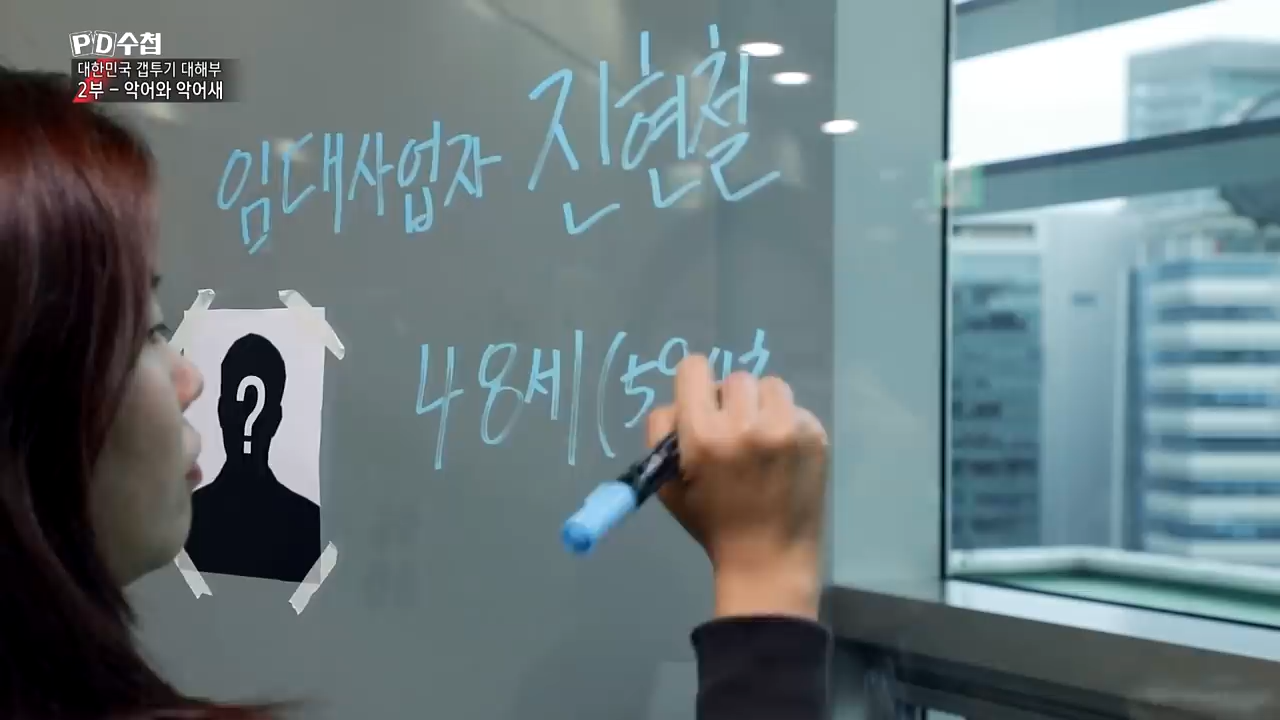 PD수첩
대한민국 갭투기 대해부
2부 – 악어와 악어새
임대사업자 진현철
?
48세(5